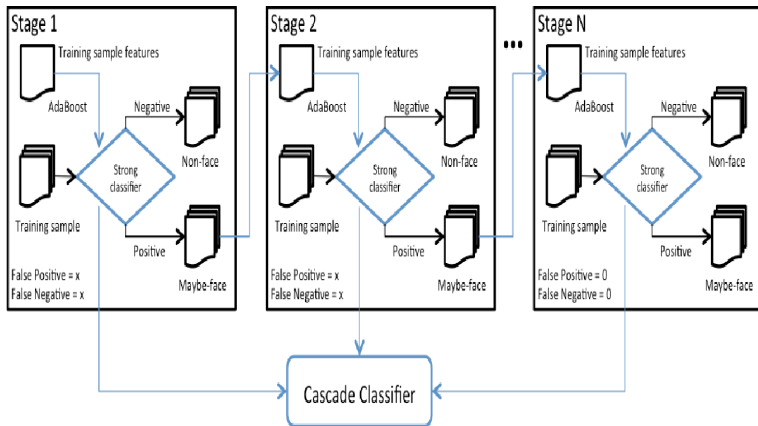 Stage 1
Training sample features
AdaBoost
Negative
Non-face
Strong
classifier
Training sample
Positive
Maybe-face
False Positive = x
False Negative = x
Stage 2
Training sample features
AdaBoost
Negative
Non-face
Strong
classifier
Training sample
Positive
Maybe-face
False Positive = x
False Negative = x
...
Stage N
Training sample features
AdaBoost
Negative
Non-face
Strong
classifier
Training sample
Positive
Maybe-face
False Positive = 0
False Negative = 0
Cascade Classifier